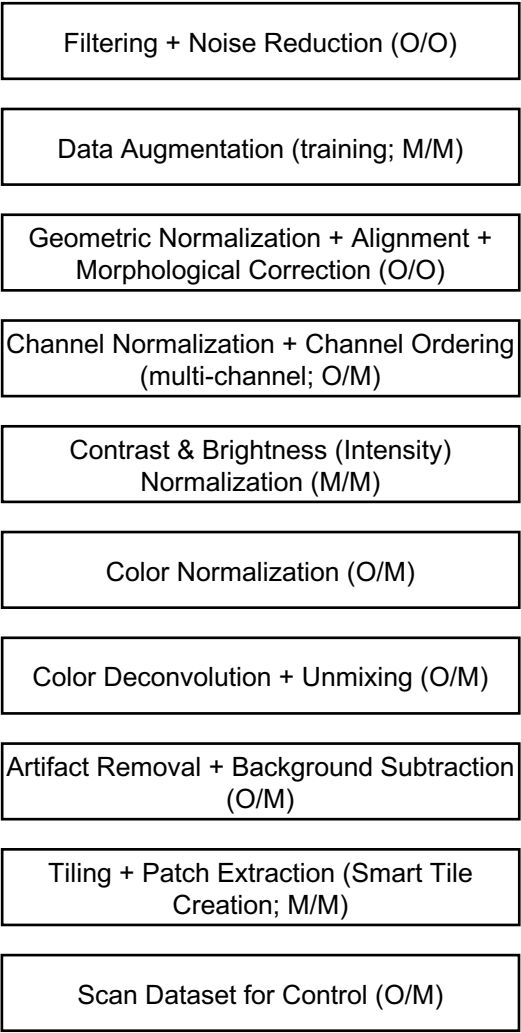 Filtering + Noise Reduction (O/O)
Data Augmentation (training; M/M)
Geometric Normalization + Alignment +
Morphological Correction (O/O)
Channel Normalization + Channel Ordering
(multi-channel; O/M)
Contrast & Brightness (Intensity)
Normalization (M/M)
Color Normalization (O/M)
Color Deconvolution + Unmixing (O/M)
Artifact Removal + Background Subtraction
(O/M)
Tiling + Patch Extraction (Smart Tile
Creation; M/M)
Scan Dataset for Control (O/M)